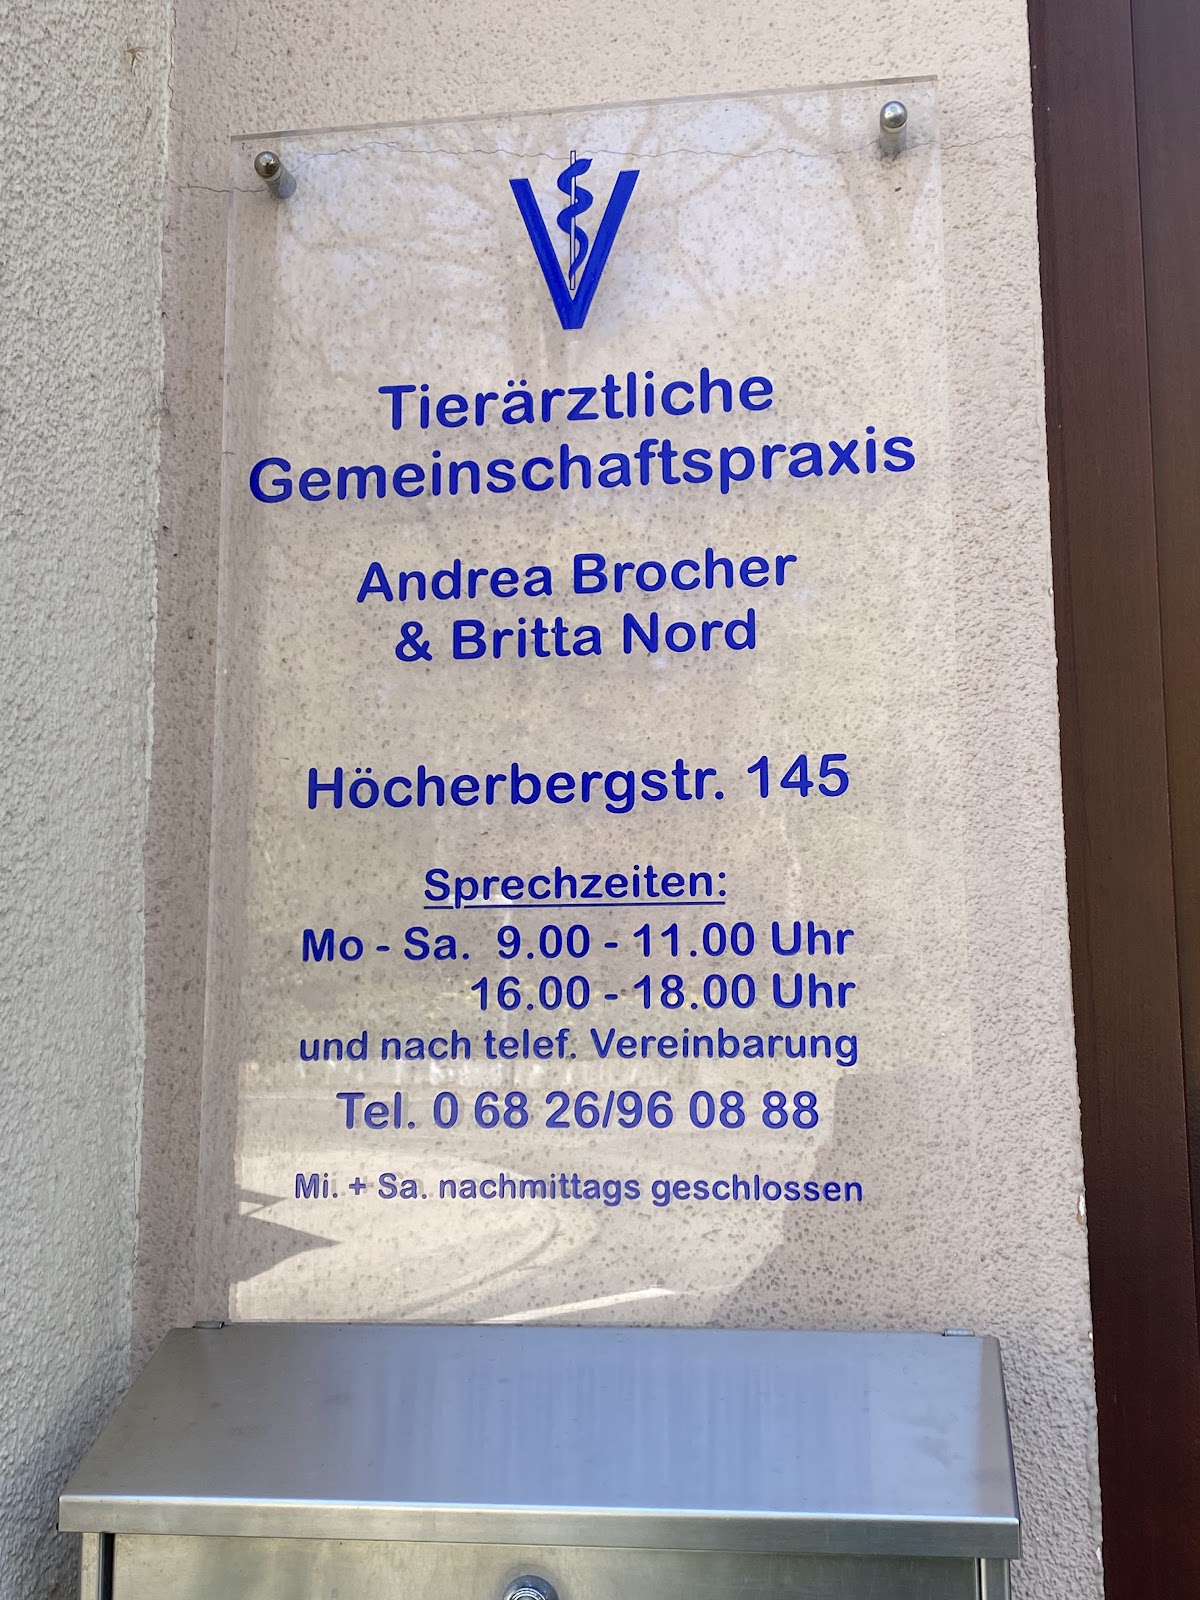 V
Tierärztliche
Gemeinschaftspraxis
Andrea Brocher
& Britta Nord
Höcherbergstr. 145
Sprechzeiten:
Mo - Sa. 9.00 - 11.00 Uhr
16.00 - 18.00 Uhr
und nach telef. Vereinbarung
Tel. 0 68 26/96 08 88
Mi. + Sa. nachmittags geschlossen